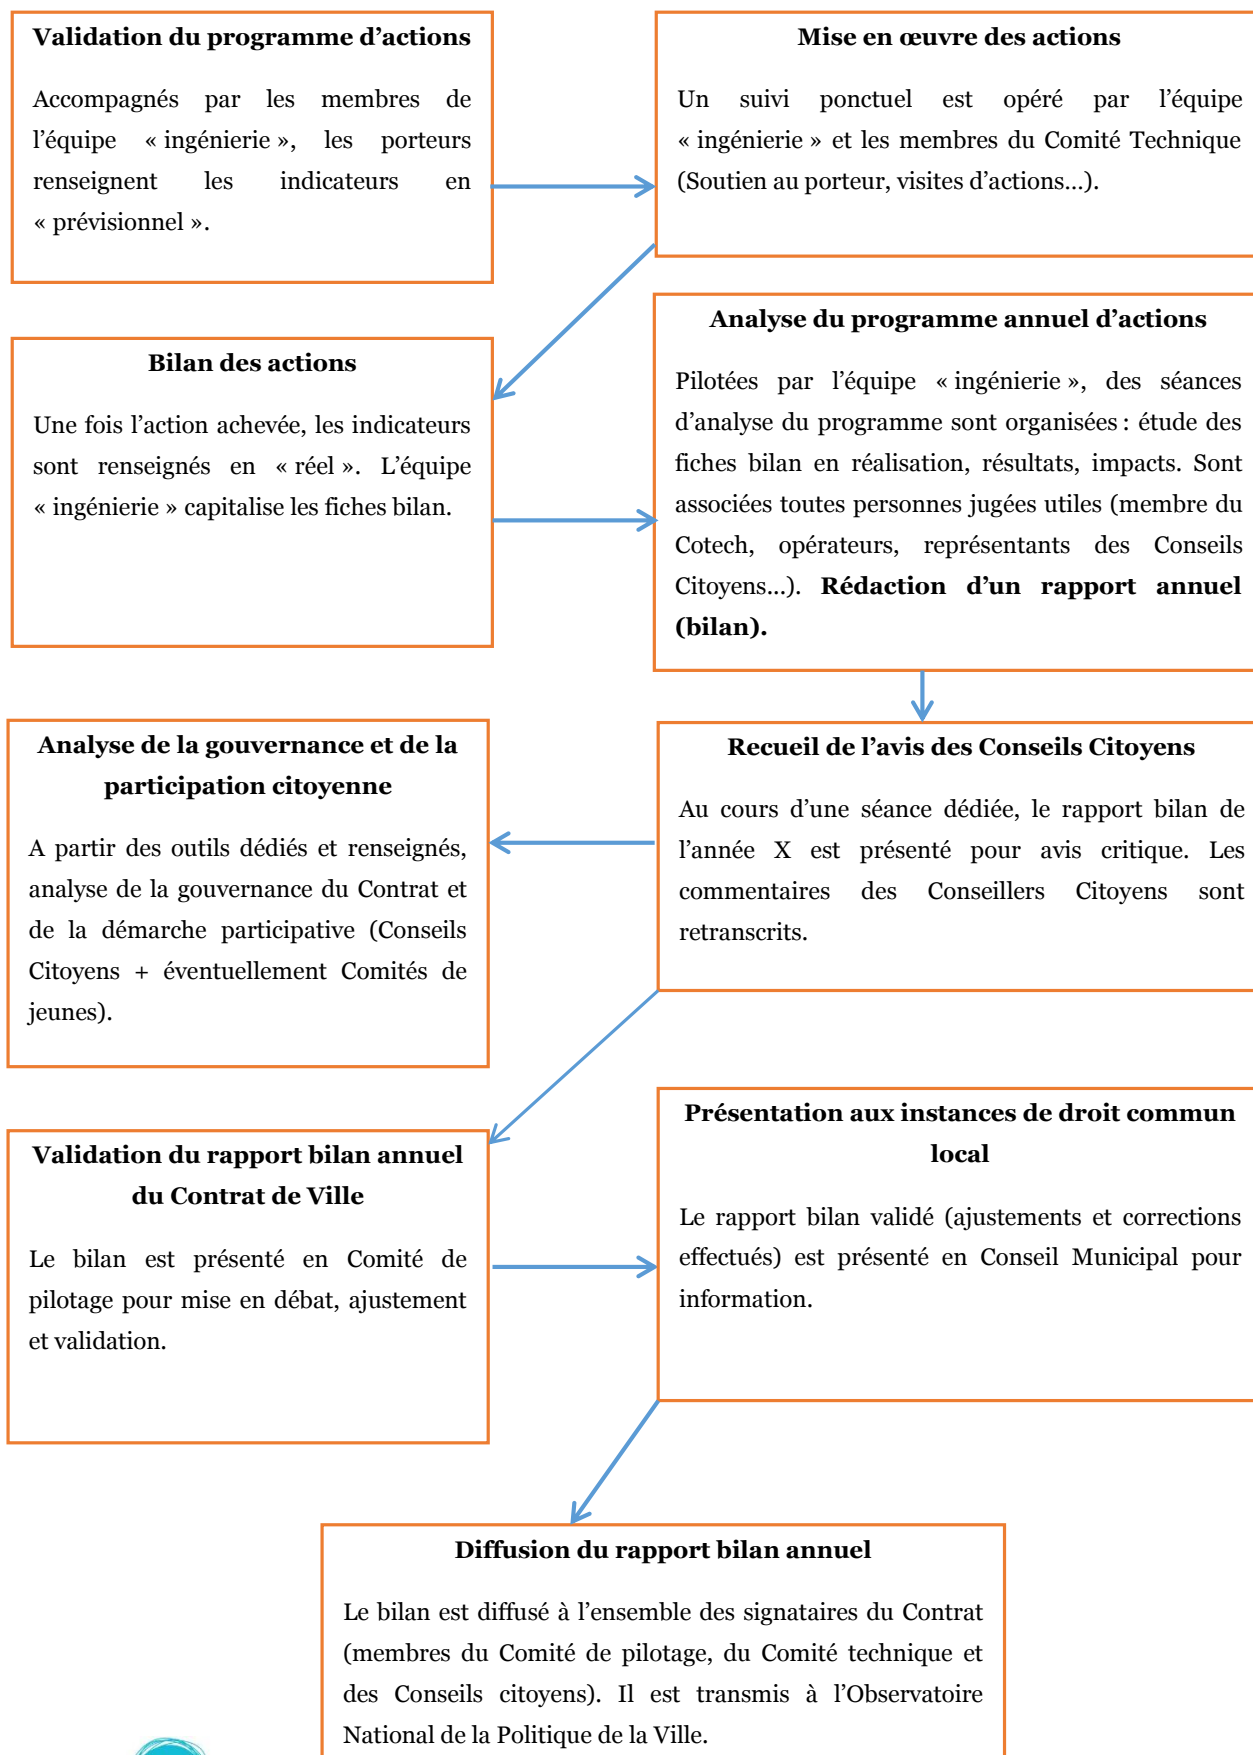 Validation du programme d’actions
Accompagnés par les membres de
l’équipe « ingénierie », les porteurs
renseignent les indicateurs en
« prévisionnel ».
Mise en œuvre des actions
Un suivi ponctuel est opéré par l’équipe
« ingénierie » et les membres du Comité Technique
(Soutien au porteur, visites d’actions…).
Bilan des actions
Une fois l’action achevée, les indicateurs
sont renseignés en « réel ». L’équipe
« ingénierie » capitalise les fiches bilan.
Analyse du programme annuel d’actions
Pilotées par l’équipe « ingénierie », des séances
d’analyse du programme sont organisées : étude des
fiches bilan en réalisation, résultats, impacts. Sont
associées toutes personnes jugées utiles (membre du
Cotech, opérateurs, représentants des Conseils
Citoyens…). Rédaction d’un rapport annuel
(bilan).
Recueil de l’avis des Conseils Citoyens
Au cours d’une séance dédiée, le rapport bilan de
l’année X est présenté pour avis critique. Les
commentaires des Conseillers Citoyens sont
retranscrits.
Analyse de la gouvernance et de la
participation citoyenne
A partir des outils dédiés et renseignés,
analyse de la gouvernance du Contrat et
de la démarche participative (Conseils
Citoyens + éventuellement Comités de
jeunes).
Validation du rapport bilan annuel
du Contrat de Ville
Le bilan est présenté en Comité de
pilotage pour mise en débat, ajustement
et validation.
Présentation aux instances de droit commun
local
Le rapport bilan validé (ajustements et corrections
effectués) est présenté en Conseil Municipal pour
information.
Diffusion du rapport bilan annuel
Le bilan est diffusé à l’ensemble des signataires du Contrat
(membres du Comité de pilotage, du Comité technique et
des Conseils citoyens). Il est transmis à l’Observatoire
National de la Politique de la Ville.